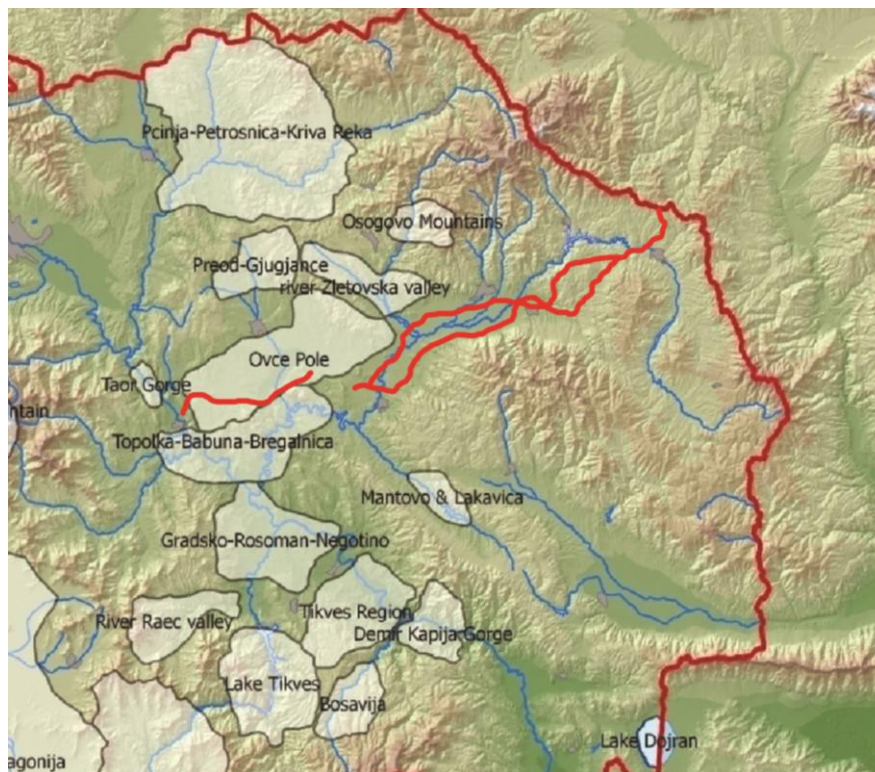 Pcinja-Petrosnica-Kriva Reka
Osogovo Mountains
Preod-Gjugjance
river Zletovska valley
Ovce Pole
Taor Gorge
ntain
Topolka-Babuna-Bregalnica
Mantovo & Lakavica
Gradsko-Rosoman-Negotino
River Raec valley
Tikves Region
Demir Kapija Gorge
Lake Tikves
Bosavija
Lake Dojran
agonija